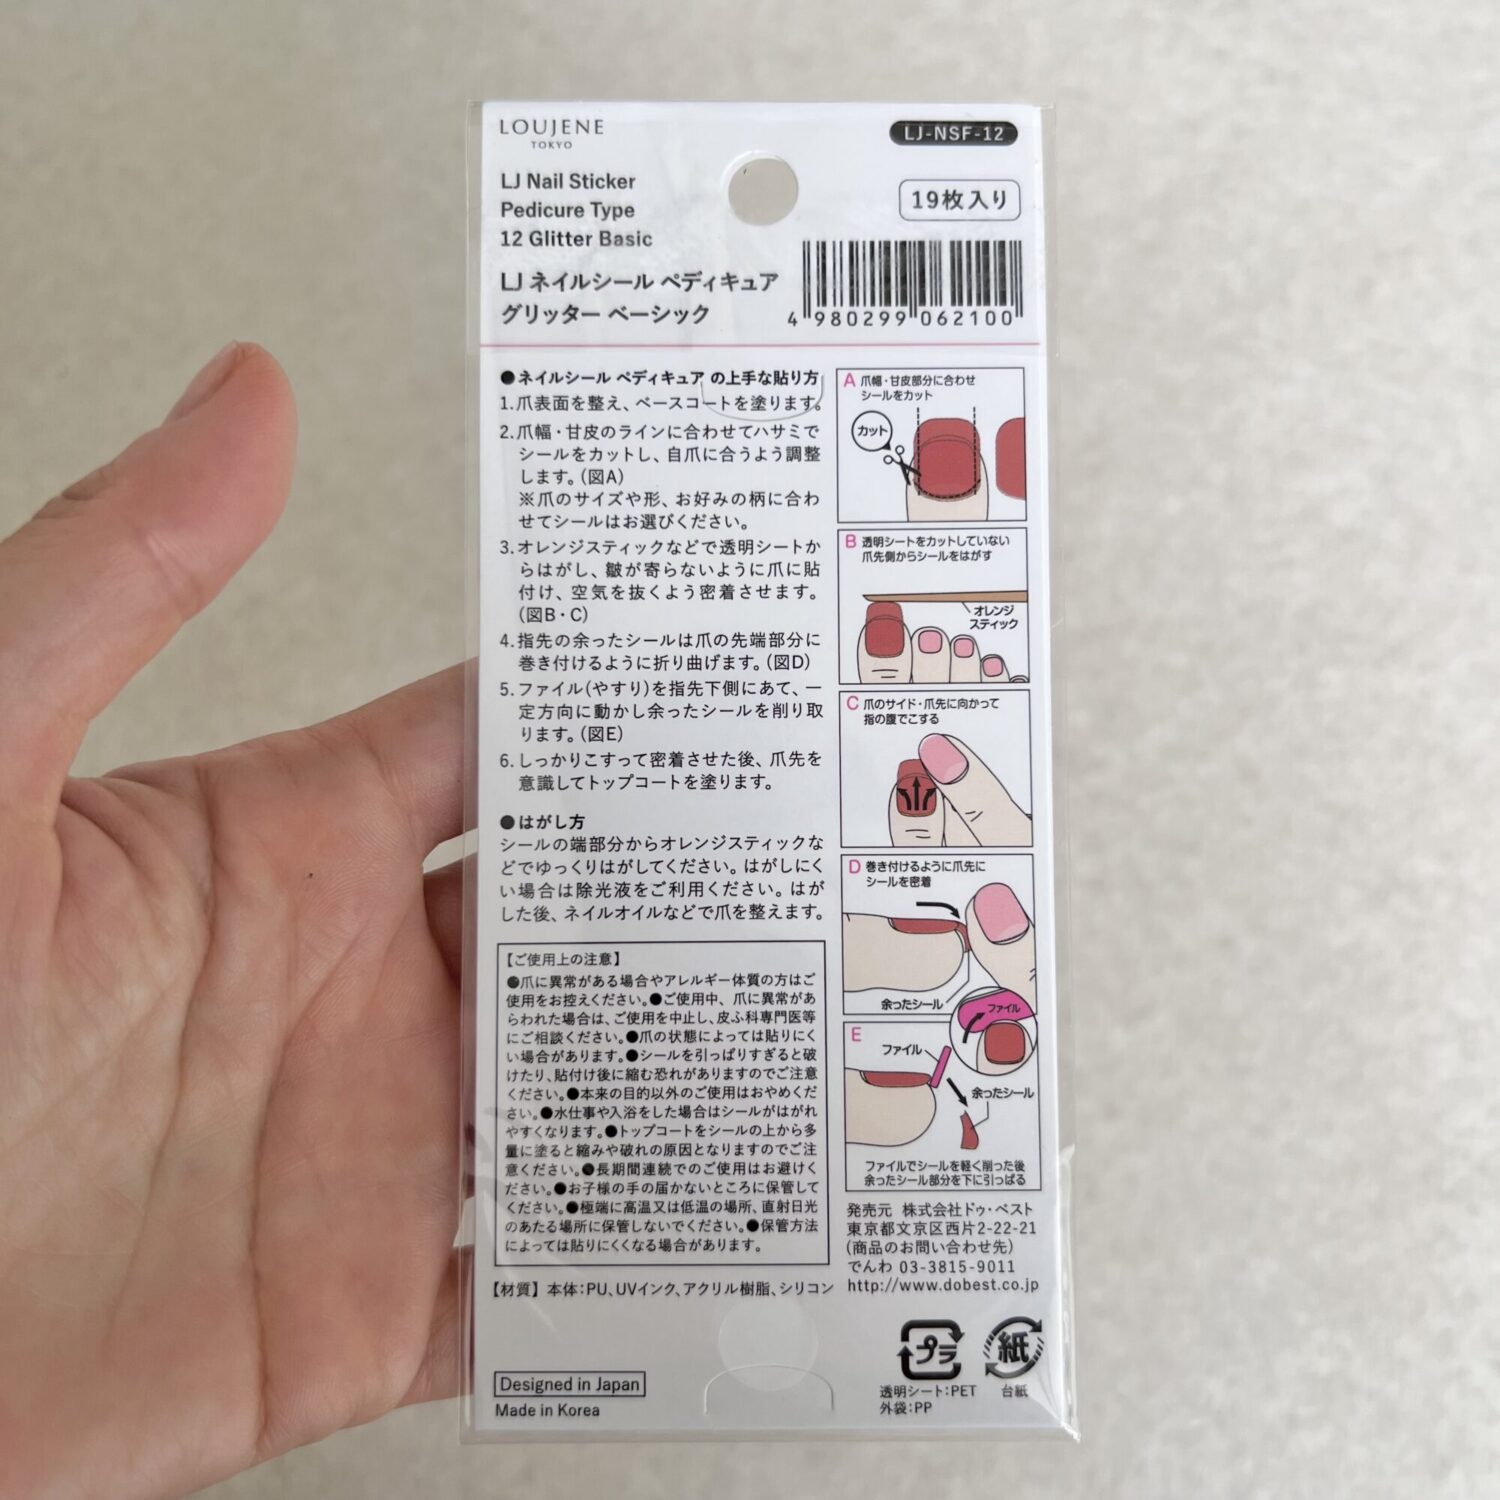 LOUJENE
TOKYO
LJ-NSF-12
LJ Nail Sticker
Pedicure Type
12 Glitter Basic
19枚入り
LJ ネイルシール ペディキュア
グリッター ベーシック
4 980299 062100
●ネイルシール ペディキュア の上手な貼り方
1.爪表面を整え、ベースコートを塗ります。
2.爪幅・甘皮のラインに合わせてハサミで
シールをカットし、自爪に合うよう調整
します。(図A)
※爪のサイズや形、お好みの柄に合わ
せてシールはお選びください。
3.オレンジスティックなどで透明シートか
らはがし、皺が寄らないように爪に貼
付け、空気を抜くよう密着させます。
(図B・C)
4.指先の余ったシールは爪の先端部分に
巻き付けるように折り曲げます。(図D)
5.ファイル(やすり)を指先下側にあて、一
定方向に動かし余ったシールを削り取
ります。(図E)
6.しっかりこすって密着させた後、爪先を
意識してトップコートを塗ります。
●はがし方
シールの端部分からオレンジスティックな
どでゆっくりはがしてください。はがしにく
い場合は除光液をご利用ください。はが
した後、ネイルオイルなどで爪を整えます。
【ご使用上の注意】
●爪に異常がある場合やアレルギー体質の方はご
使用をお控えください。●ご使用中、爪に異常があ
らわれた場合は、ご使用を中止し、皮ふ科専門医等
にご相談ください。●爪の状態によっては貼りにく
い場合があります。●シールを引っぱりすぎると破
けたり、貼付け後に縮む恐れがありますのでご注意
ください。●本来の目的以外のご使用はおやめくだ
さい。●水仕事や入浴をした場合はシールがはがれ
やすくなります。●トップコートをシールの上から多
量に塗ると縮みや破れの原因となりますのでご注
意ください。●長期間連続でのご使用はお避けく
ださい。●お子様の手の届かないところに保管して
ください。●極端に高温又は低温の場所、直射日光
のあたる場所に保管しないでください。●保管方法
によっては貼りにくくなる場合があります。
【材質】本体:PU、UVインク、アクリル樹脂、シリコン
Designed in Japan
Made in Korea
A 爪幅・甘皮部分に合わせ
シールをカット
カット
B 透明シートをカットしていない
爪先側からシールをはがす
オレンジ
スティック
C 爪のサイド・爪先に向かって
指の腹でこする
D 巻き付けるように爪先に
シールを密着
余ったシール
ファイル
E
ファイル
余ったシール
ファイルでシールを軽く削った後
余ったシール部分を下に引っぱる
発売元 株式会社ドゥ・ベスト
東京都文京区西片2-22-21
(商品のお問い合わせ先)
でんわ 03-3815-9011
http://www.dobest.co.jp
プラ
紙
透明シート:PET
外袋:PP
台紙